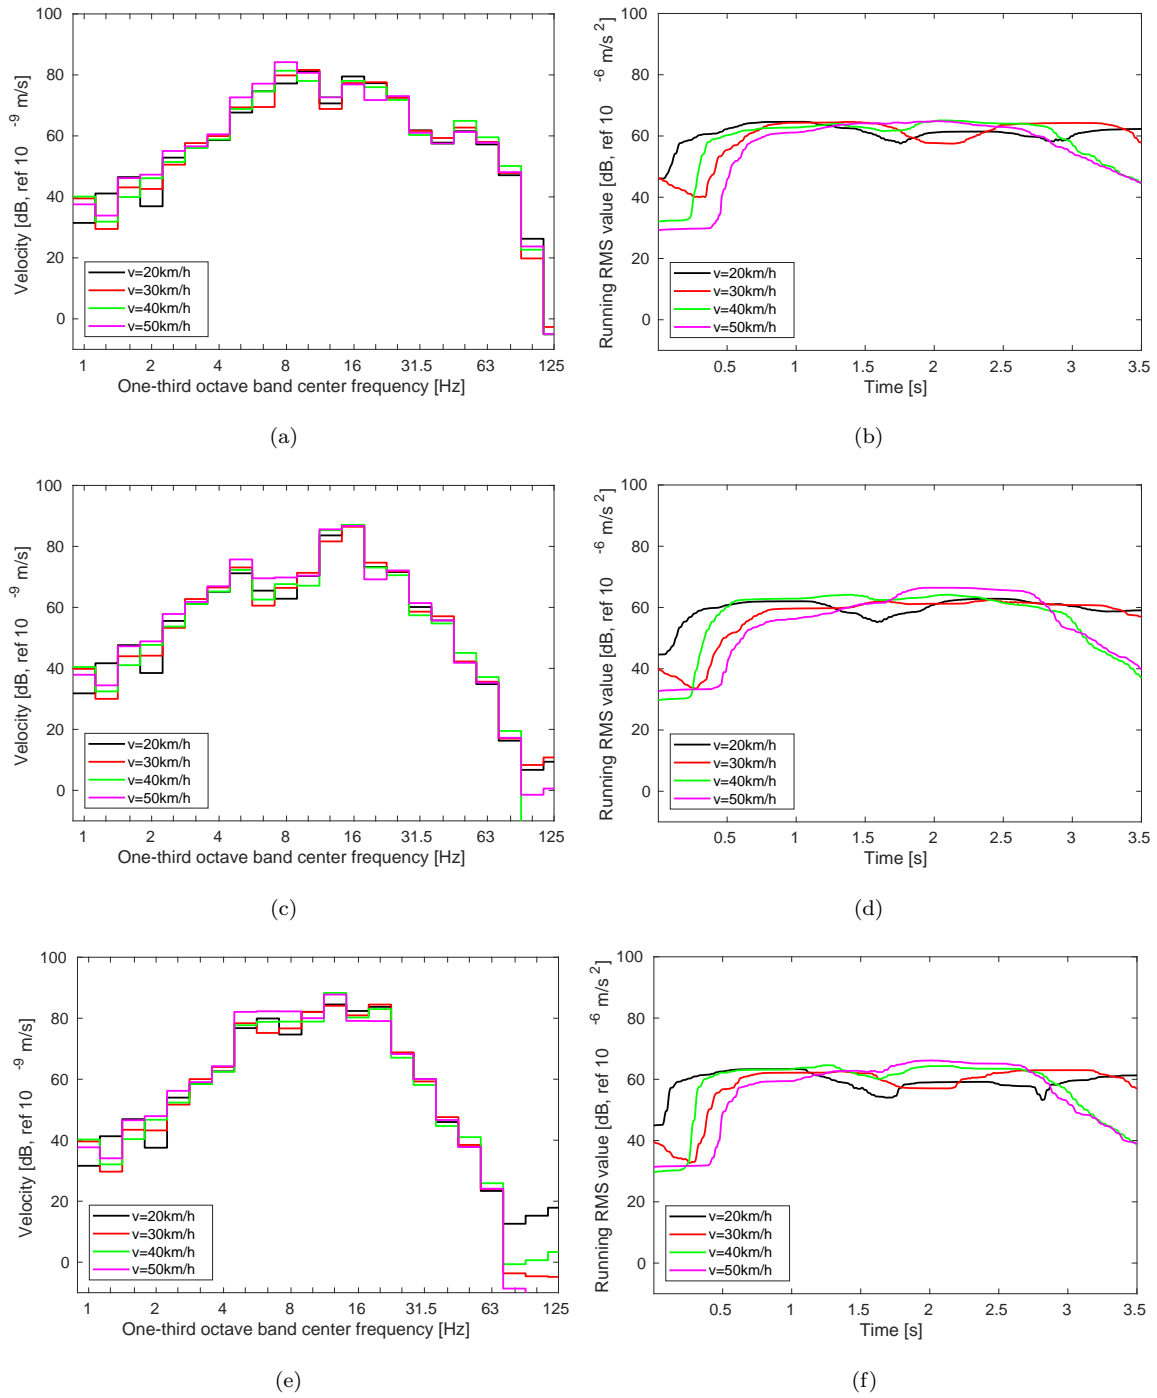 100
80
60
40
20
0
Velocity [dB, ref 10 -9 m/s]
v=20km/h
v=30km/h
v=40km/h
v=50km/h
1 2 4 8 16 31.5 63 125
One-third octave band center frequency [Hz]
(a)
100
80
60
40
20
0
Running RMS value [dB, ref 10 -6 m/s 2]
v=20km/h
v=30km/h
v=40km/h
v=50km/h
0.5 1 1.5 2 2.5 3 3.5
Time [s]
(b)
100
80
60
40
20
0
Velocity [dB, ref 10 -9 m/s]
v=20km/h
v=30km/h
v=40km/h
v=50km/h
1 2 4 8 16 31.5 63 125
One-third octave band center frequency [Hz]
(c)
100
80
60
40
20
0
Running RMS value [dB, ref 10 -6 m/s 2]
v=20km/h
v=30km/h
v=40km/h
v=50km/h
0.5 1 1.5 2 2.5 3 3.5
Time [s]
(d)
100
80
60
40
20
0
Velocity [dB, ref 10 -9 m/s]
v=20km/h
v=30km/h
v=40km/h
v=50km/h
1 2 4 8 16 31.5 63 125
One-third octave band center frequency [Hz]
(e)
100
80
60
40
20
0
Running RMS value [dB, ref 10 -6 m/s 2]
v=20km/h
v=30km/h
v=40km/h
v=50km/h
0.5 1 1.5 2 2.5 3 3.5
Time [s]
(f)